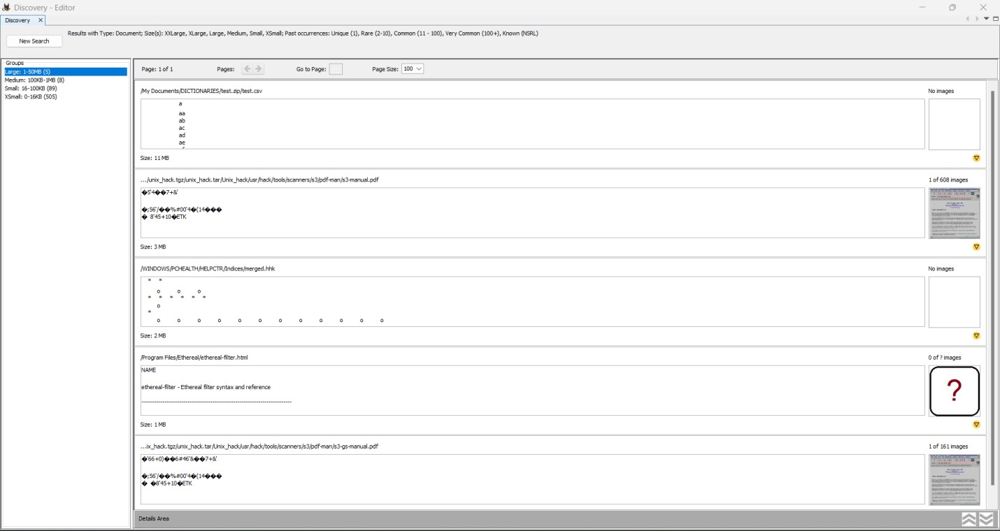 Discovery - Editor
Discovery
New Search
Results with Type: Document; Size(s): XXLarge, XLarge, Large, Medium, Small, XSmall; Past occurrences: Unique (1), Rare (2-10), Common (11 - 100), Very Common (100+), Known (NSRL)
Groups
Large: 1-50MB (5)
Medium: 100KB-1MB (8)
Small: 16-100KB (89)
XSmall: 0-16KB (505)
Page: 1 of 1 Pages: Go to Page: Page Size: 100
/My Documents/DICTIONARIES/test.zip/test.csv No images
a
aa
ab
ac
ad
ae
Size: 11 MB
.../unix_hack.tgz/unix_hack.tar/Unix_hack/usr/hack/tools/scanners/s3/pdf-man/s3-manual.pdf 1 of 608 images
�5'4��7+&'
�;56'/��%#00'4�(14���
� 8'45+10�ETK
Size: 3 MB
/WINDOWS/PCHEALTH/HELPCTR/Indices/merged.hhk No images
* *
o o o
* * * * * *
o
*
o o o o o o o o o o o o
Size: 2 MB
/Program Files/Ethereal/ethereal-filter.html 0 of ? images
NAME
ethereal-filter - Ethereal filter syntax and reference
------------------------------------------------------------------------
?
Size: 1 MB
...ix_hack.tgz/unix_hack.tar/Unix_hack/usr/hack/tools/scanners/s3/pdf-man/s3-gs-manual.pdf 1 of 161 images
�'66+0)��6#46'&��7+&'
�;56'/��%#00'4�(14���
� �8'45+10�ETK
Details Area